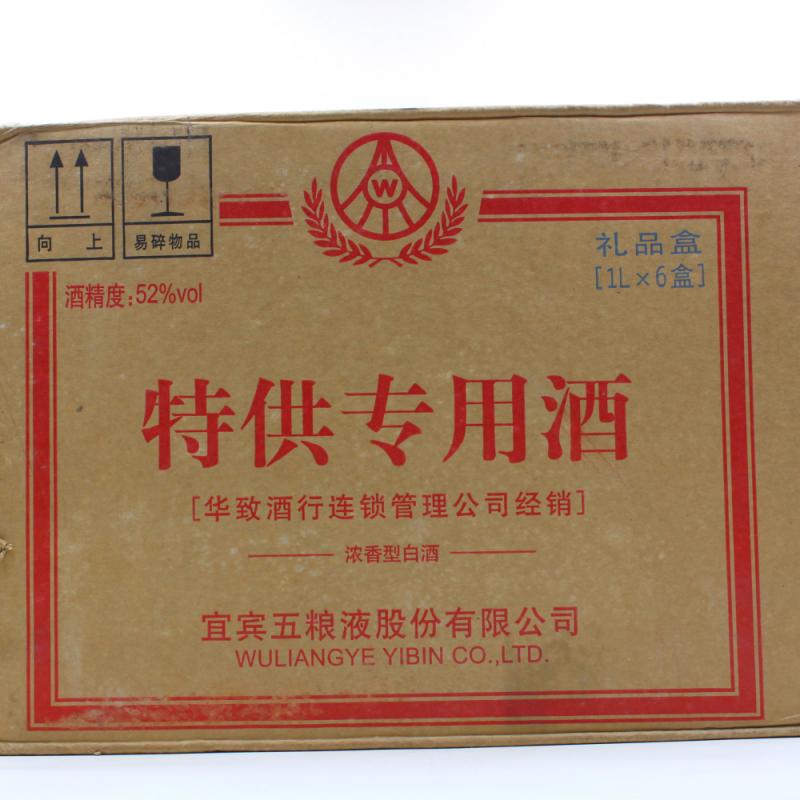 W
向 上
易碎物品
礼品盒
[1L×6盒]
酒精度:52%vol
特供专用酒
[华致酒行连锁管理公司经销]
浓香型白酒
宜宾五粮液股份有限公司
WULIANGYE YIBIN CO.,LTD.